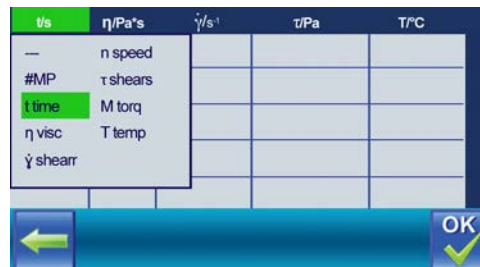 t/s η/Pa*s γ̇/s-1 τ/Pa T/°C
--- n speed
#MP τ shears
t time M torq
η visc T temp
γ̇ shearr
OK